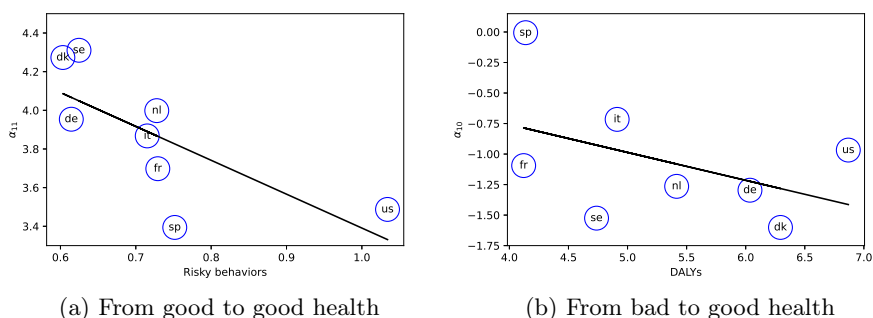 4.4
4.2
4.0
3.8
3.6
3.4
α11
dk
se
de
nl
it
fr
sp
us
0.6 0.7 0.8 0.9 1.0
Risky behaviors
(a) From good to good health
0.00
−0.25
−0.50
−0.75
−1.00
−1.25
−1.50
−1.75
α10
sp
it
fr
us
nl
de
se
dk
4.0 4.5 5.0 5.5 6.0 6.5 7.0
DALYs
(b) From bad to good health